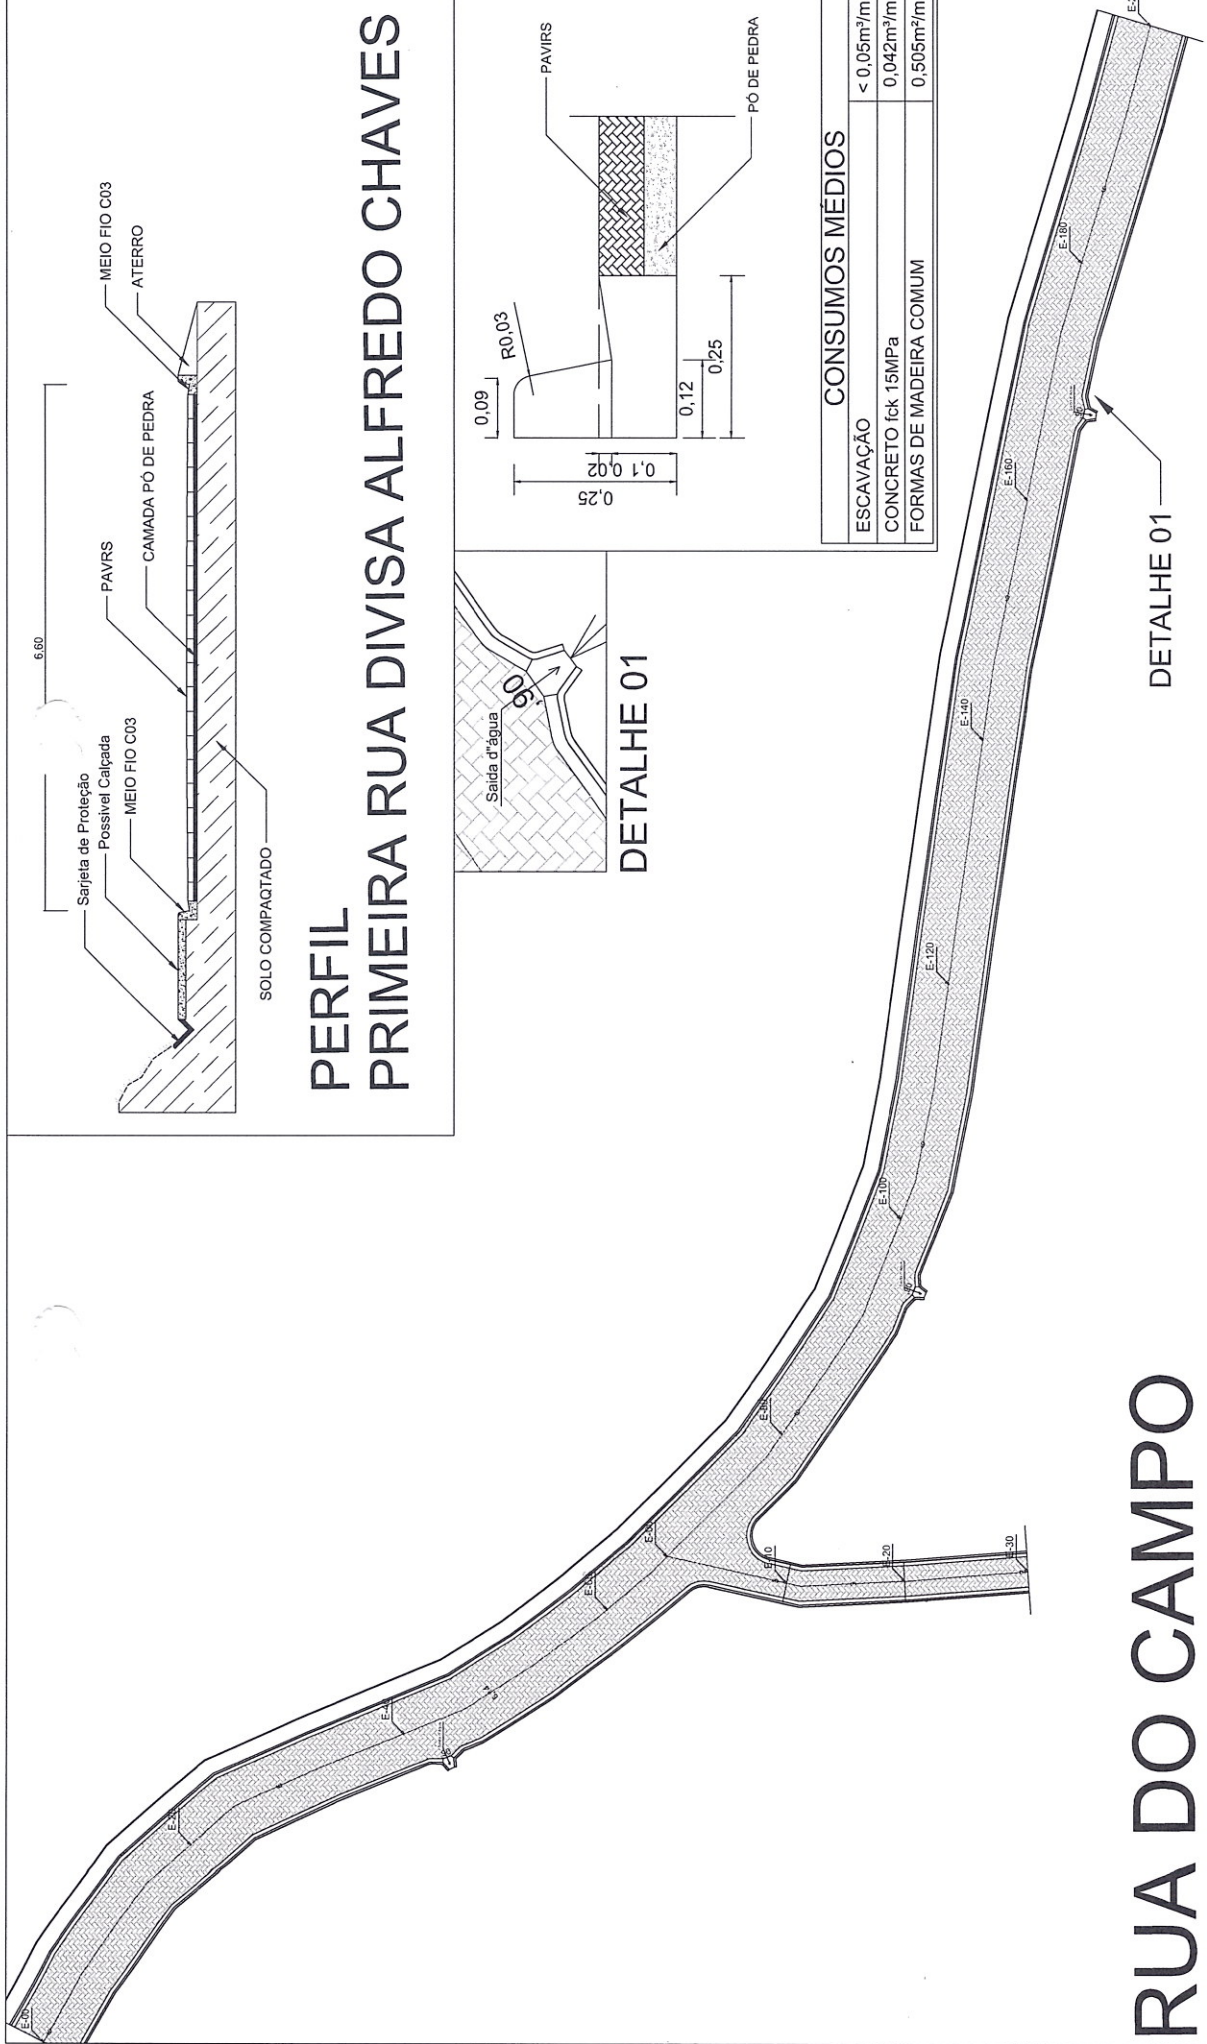 6,60
Sarjeta de Proteção
Possivel Calçada
MEIO FIO C03
PAVRS
CAMADA PÓ DE PEDRA
MEIO FIO C03
ATERRO
SOLO COMPAQTADO
PERFIL
PRIMEIRA RUA DIVISA ALFREDO CHAVES
Saida d"água
90°
DETALHE 01
0,09
R0,03
PAVIRS
0,25
0,02
0,1
0,12
0,25
PÓ DE PEDRA
CONSUMOS MÉDIOS
ESCAVAÇÃO < 0,05m³/m
CONCRETO fck 15MPa 0,042m³/m
FORMAS DE MADEIRA COMUM 0,505m²/m
E-00
E-20
E-80
E-100
E-120
E-140
E-160
E-180
E-10
E-20
E-30
DETALHE 01
RUA DO CAMPO